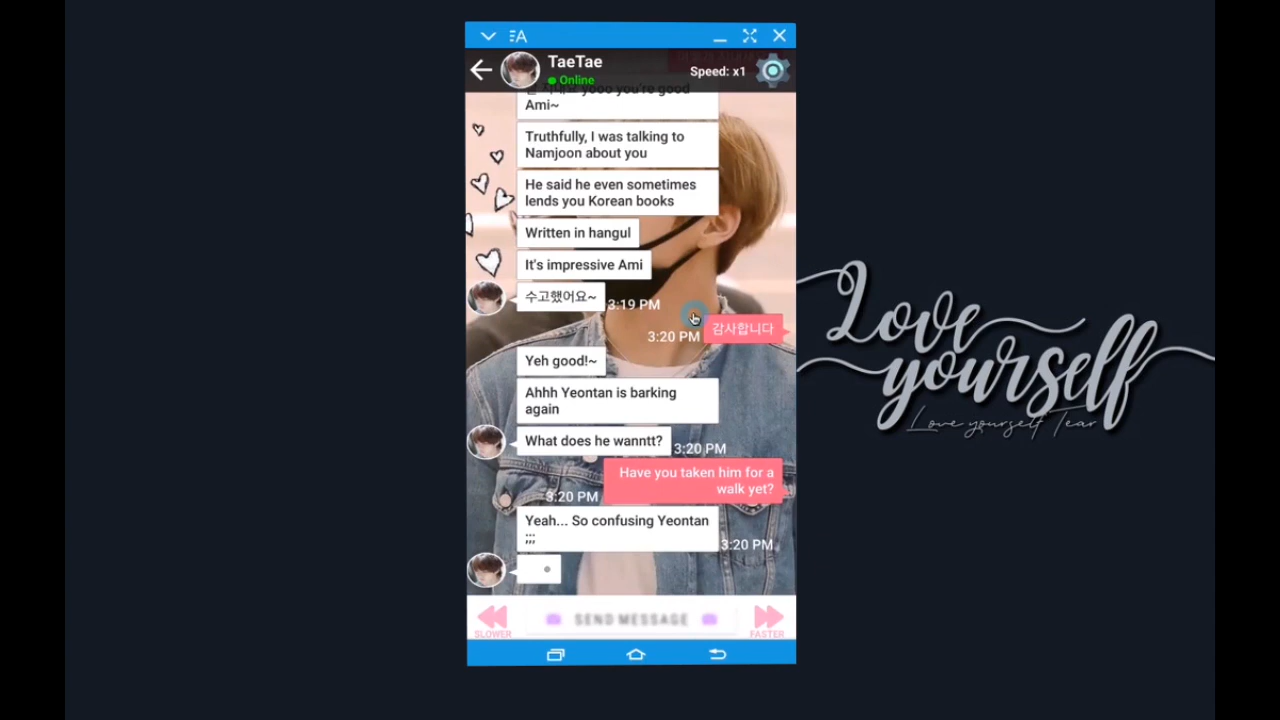 TaeTae
Online
Speed: x1
yooo you're good
Ami~
Truthfully, I was talking to
Namjoon about you
He said he even sometimes
lends you Korean books
Written in hangul
It's impressive Ami
수고했어요~
3:19 PM
감사합니다
3:20 PM
Yeh good!~
Ahhh Yeontan is barking
again
What does he wanntt?
3:20 PM
Have you taken him for a
walk yet?
3:20 PM
Yeah... So confusing Yeontan
;;;
3:20 PM
SLOWER
SEND MESSAGE
FASTER
Love
yourself
Love yourself Tear